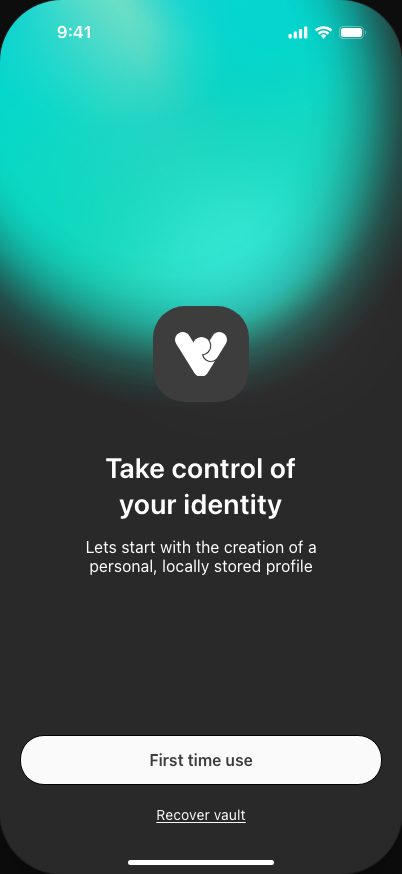 9:41
Take control of
your identity
Lets start with the creation of a
personal, locally stored profile
First time use
Recover vault